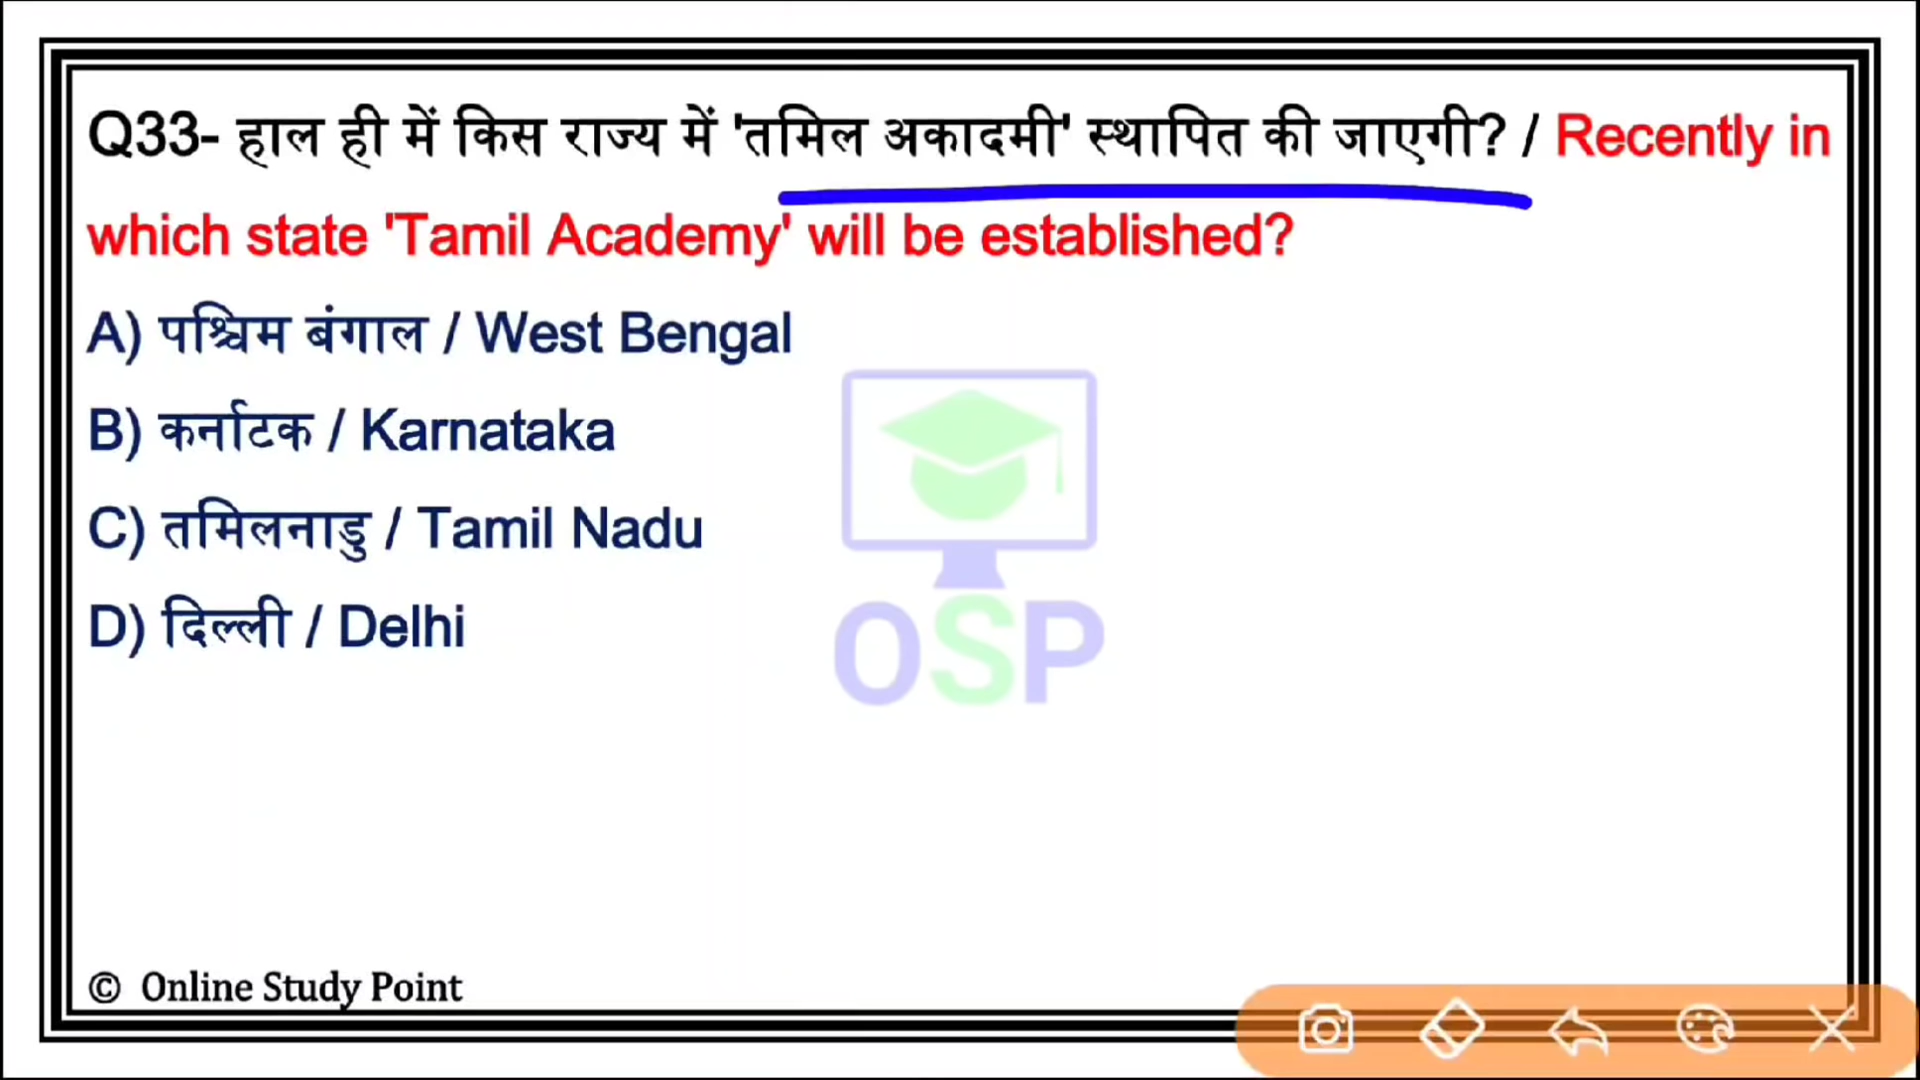 Q33- हाल ही में किस राज्य में 'तमिल अकादमी' स्थापित की जाएगी? / Recently in
which state 'Tamil Academy' will be established?
A) पश्चिम बंगाल / West Bengal
B) कर्नाटक / Karnataka
C) तमिलनाडु / Tamil Nadu
D) दिल्ली / Delhi
OSP
© Online Study Point